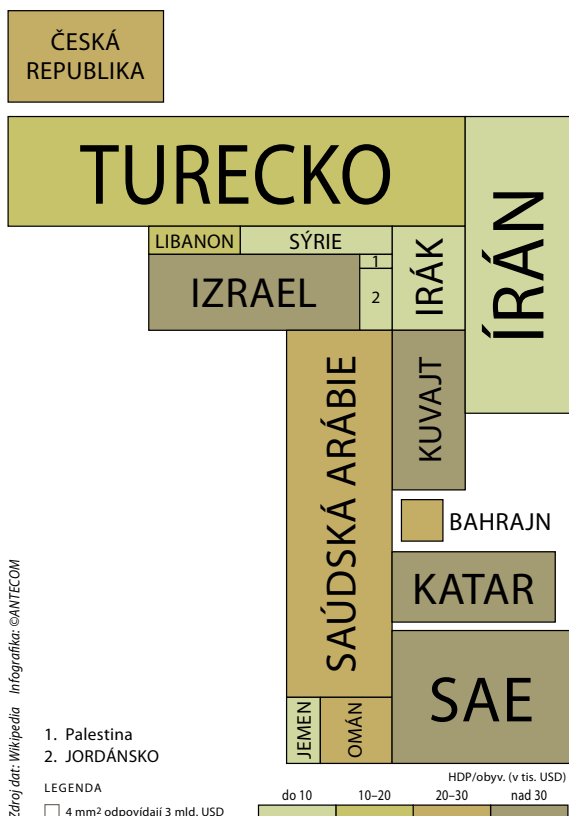 ČESKÁ
REPUBLIKA
TURECKO
ÍRÁN
LIBANON
SÝRIE
IRÁK
IZRAEL
1
2
SAÚDSKÁ ARÁBIE
KUVAJT
BAHRAJN
KATAR
SAE
JEMEN
OMÁN
1. Palestina
2. JORDÁNSKO
LEGENDA
4 mm² odpovídají 3 mld. USD
HDP/obyv. (v tis. USD)
do 10
10–20
20–30
nad 30
Zdroj dat: Wikipedia Infografika: ©ANTECOM